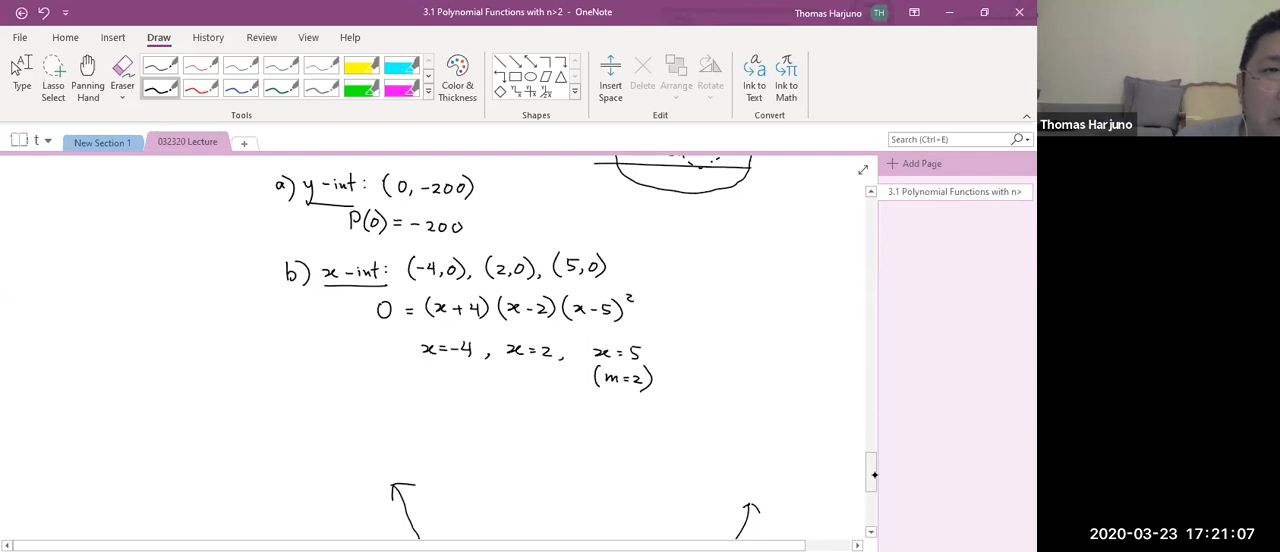 3.1 Polynomial Functions with n>2 - OneNote
Thomas Harjuno TH
File Home Insert Draw History Review View Help
Type Lasso Select Panning Hand Eraser Color & Thickness Insert Space Delete Arrange Rotate Ink to Text Ink to Math
Tools Shapes Edit Convert
t New Section 1 032320 Lecture Search (Ctrl+E)
Thomas Harjuno
Add Page
3.1 Polynomial Functions with n>
a) y-int: (0, -200)
P(0) = -200
b) x-int: (-4,0), (2,0), (5,0)
0 = (x+4)(x-2)(x-5)²
x=-4, x=2, x=5
(m=2)
2020-03-23 17:21:07